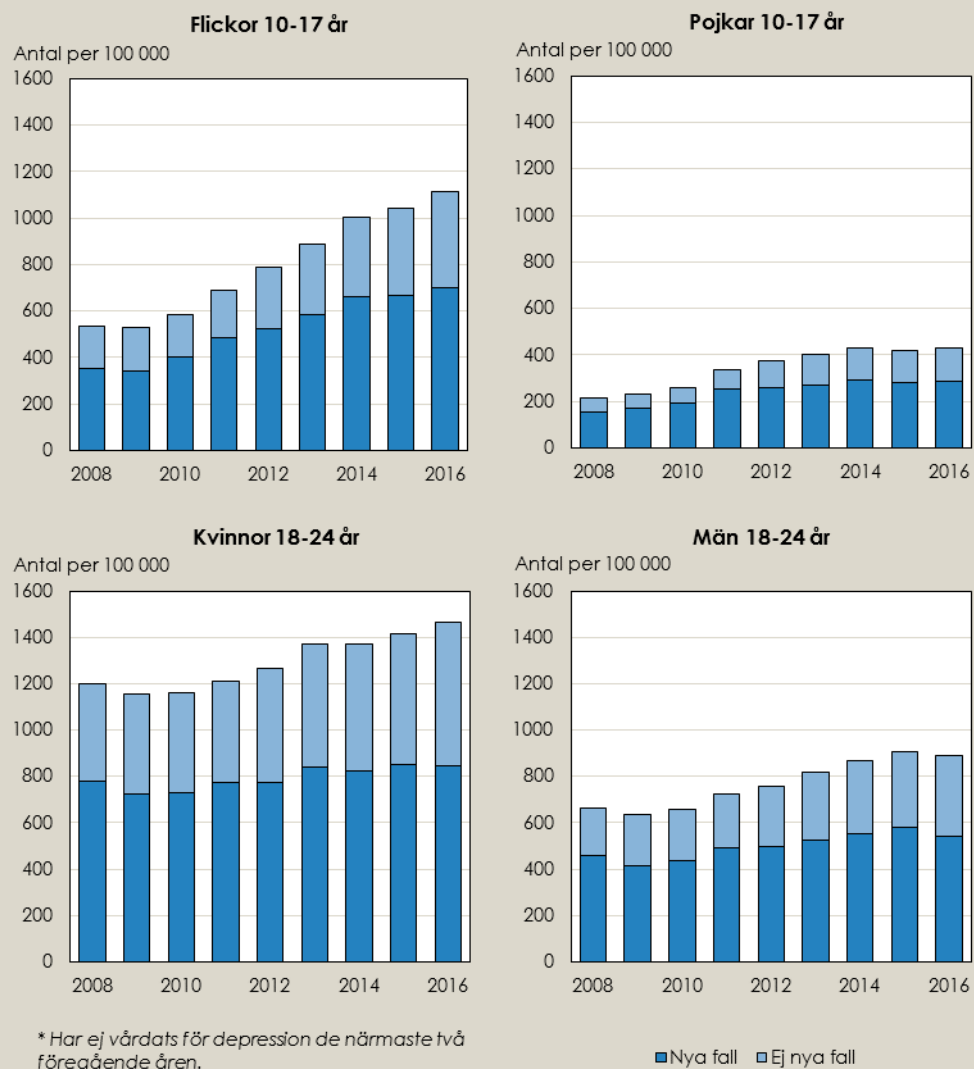 Flickor 10-17 år
Antal per 100 000
1600
1400
1200
1000
800
600
400
200
0
2008 2010 2012 2014 2016
Pojkar 10-17 år
Antal per 100 000
1600
1400
1200
1000
800
600
400
200
0
2008 2010 2012 2014 2016
Kvinnor 18-24 år
Antal per 100 000
1600
1400
1200
1000
800
600
400
200
0
2008 2010 2012 2014 2016
Män 18-24 år
Antal per 100 000
1600
1400
1200
1000
800
600
400
200
0
2008 2010 2012 2014 2016
* Har ej vårdats för depression de närmaste två
föregående åren.
Nya fall Ej nya fall